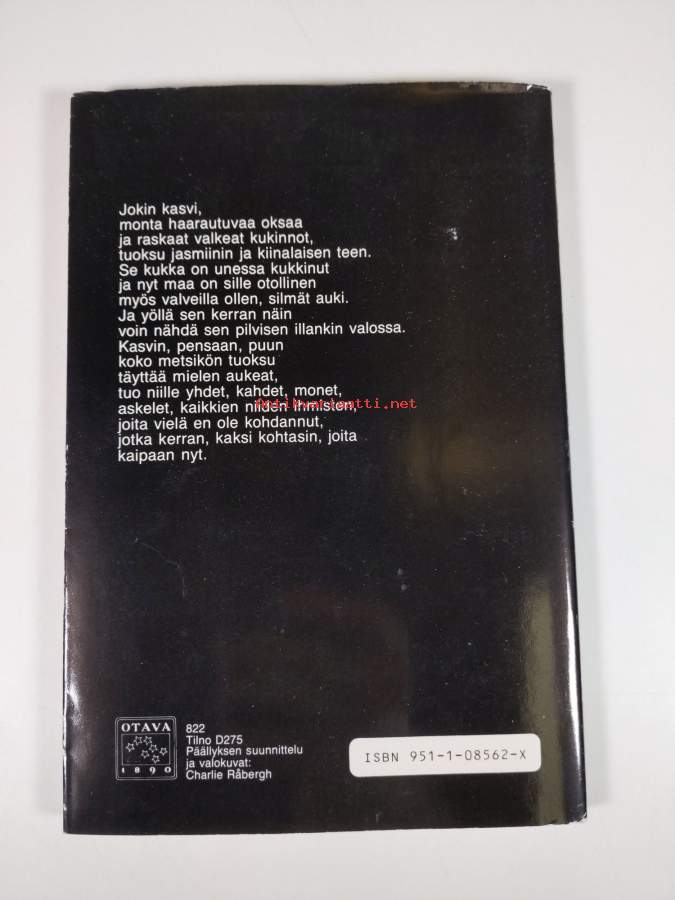 Jokin kasvi,
monta haarautuvaa oksaa
ja raskaat valkeat kukinnot,
tuoksu jasmiinin ja kiinalaisen teen.
Se kukka on unessa kukkinut
ja nyt maa on sille otollinen
myös valveilla ollen, silmät auki.
Ja yöllä sen kerran näin
voin nähdä sen pilvisen illankin valossa.
Kasvin, pensaan, puun
koko metsikön tuoksu
täyttää mielen aukeat,
tuo niille yhdet, kahdet, monet,
askelet, kaikkien niiden ihmisten,
antikvariaatti.net
joita vielä en ole kohdannut,
jotka kerran, kaksi kohtasin, joita
kaipaan nyt.
OTAVA
1890
822
Tilno D275
Päällyksen suunnittelu
ja valokuvat:
Charlie Råbergh
ISBN 951-1-08562-X